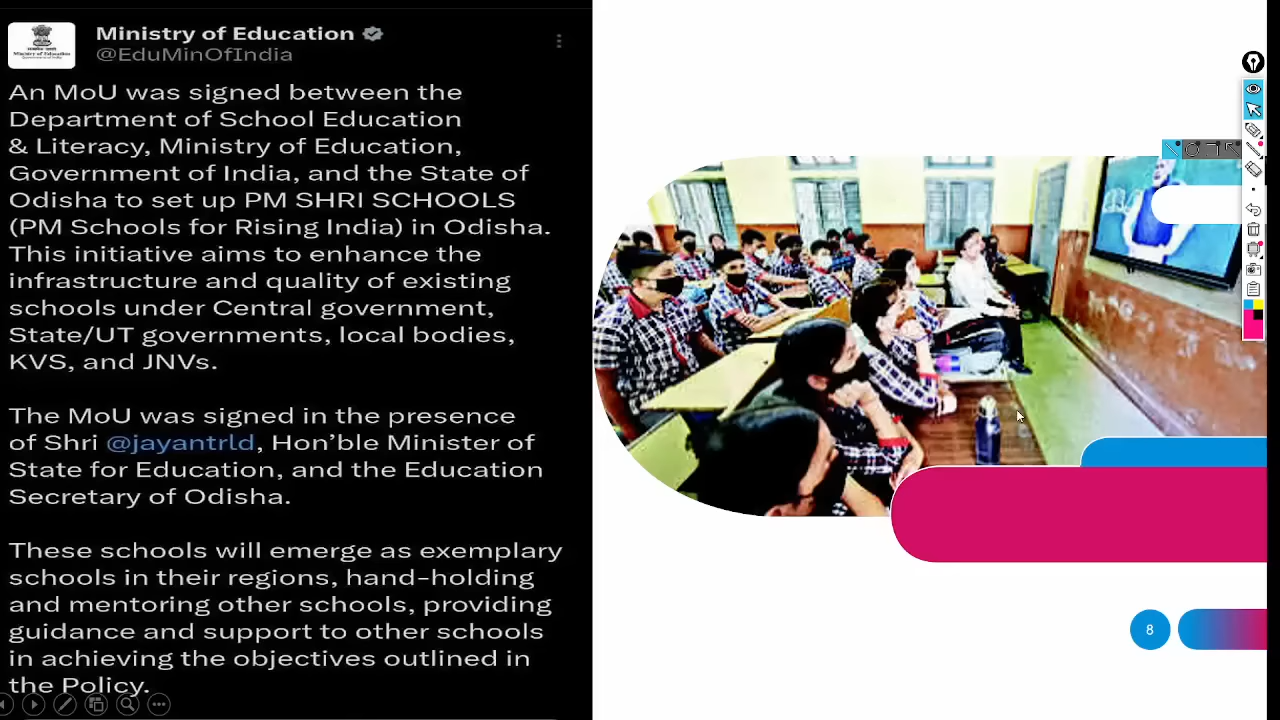 Ministry of Education
@EduMinOfIndia
An MoU was signed between the
Department of School Education
& Literacy, Ministry of Education,
Government of India, and the State of
Odisha to set up PM SHRI SCHOOLS
(PM Schools for Rising India) in Odisha.
This initiative aims to enhance the
infrastructure and quality of existing
schools under Central government,
State/UT governments, local bodies,
KVS, and JNVs.
The MoU was signed in the presence
of Shri @jayantrld, Hon’ble Minister of
State for Education, and the Education
Secretary of Odisha.
These schools will emerge as exemplary
schools in their regions, hand-holding
and mentoring other schools, providing
guidance and support to other schools
in achieving the objectives outlined in
the Policy.
8